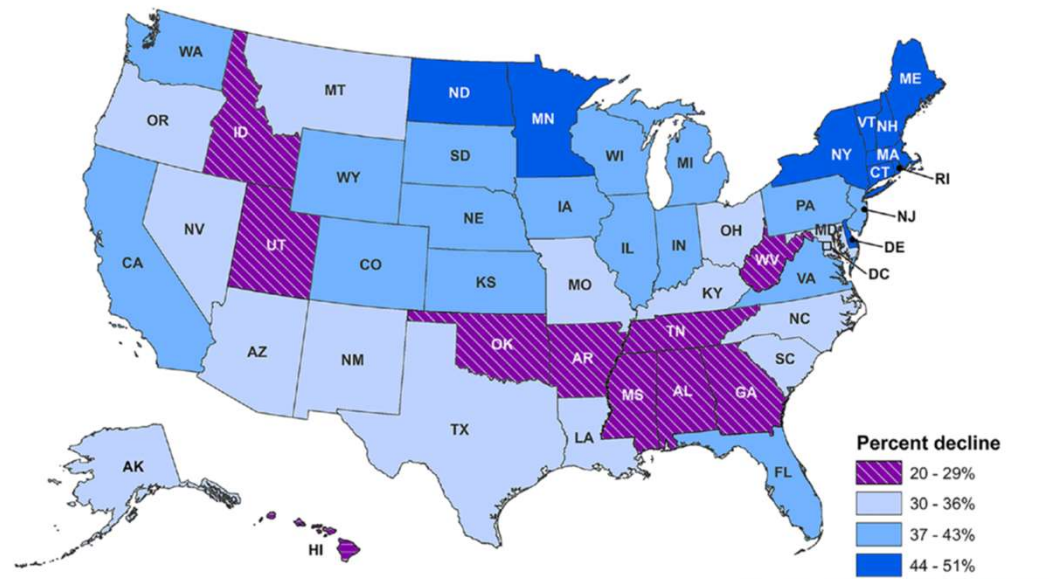 WA
ME
MT
ND
VT
NH
OR
MN
ID
NY
MA
WI
SD
MI
CT
RI
WY
IA
PA
NJ
NE
NV
OH
MD
DE
UT
IL
IN
WV
DC
CA
CO
VA
KS
MO
KY
NC
TN
OK
AZ
NM
AR
SC
MS
AL
GA
TX
LA
Percent decline
AK
FL
20 - 29%
30 - 36%
37 - 43%
HI
44 - 51%